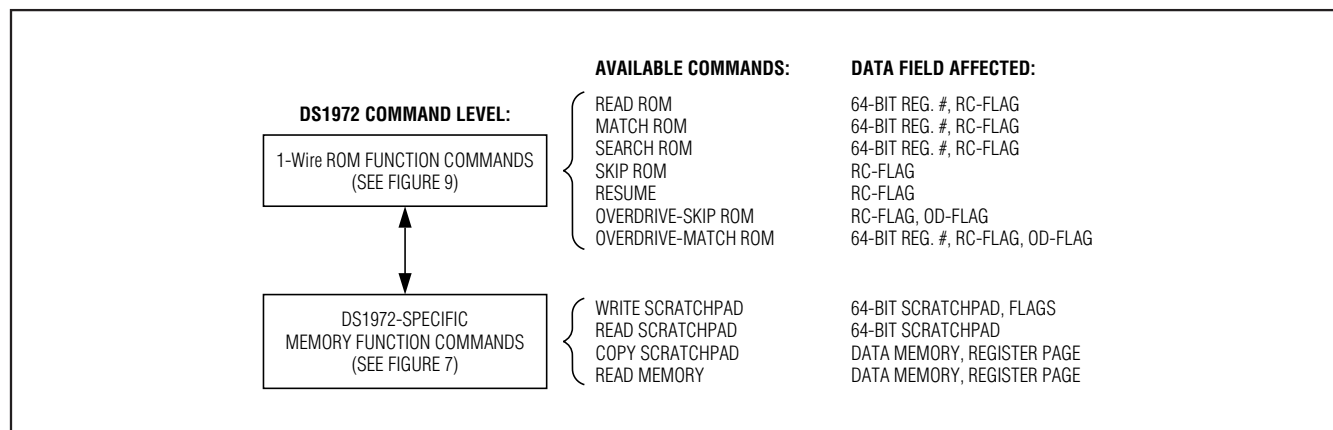 AVAILABLE COMMANDS: DATA FIELD AFFECTED:
DS1972 COMMAND LEVEL:
1-Wire ROM FUNCTION COMMANDS
(SEE FIGURE 9)
READ ROM 64-BIT REG. #, RC-FLAG
MATCH ROM 64-BIT REG. #, RC-FLAG
SEARCH ROM 64-BIT REG. #, RC-FLAG
SKIP ROM RC-FLAG
RESUME RC-FLAG
OVERDRIVE-SKIP ROM RC-FLAG, OD-FLAG
OVERDRIVE-MATCH ROM 64-BIT REG. #, RC-FLAG, OD-FLAG
DS1972-SPECIFIC
MEMORY FUNCTION COMMANDS
(SEE FIGURE 7)
WRITE SCRATCHPAD 64-BIT SCRATCHPAD, FLAGS
READ SCRATCHPAD 64-BIT SCRATCHPAD
COPY SCRATCHPAD DATA MEMORY, REGISTER PAGE
READ MEMORY DATA MEMORY, REGISTER PAGE